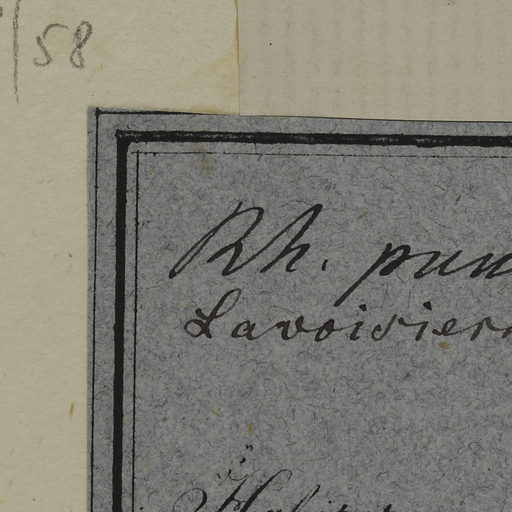 /58
Rh. pun
Lavoisier